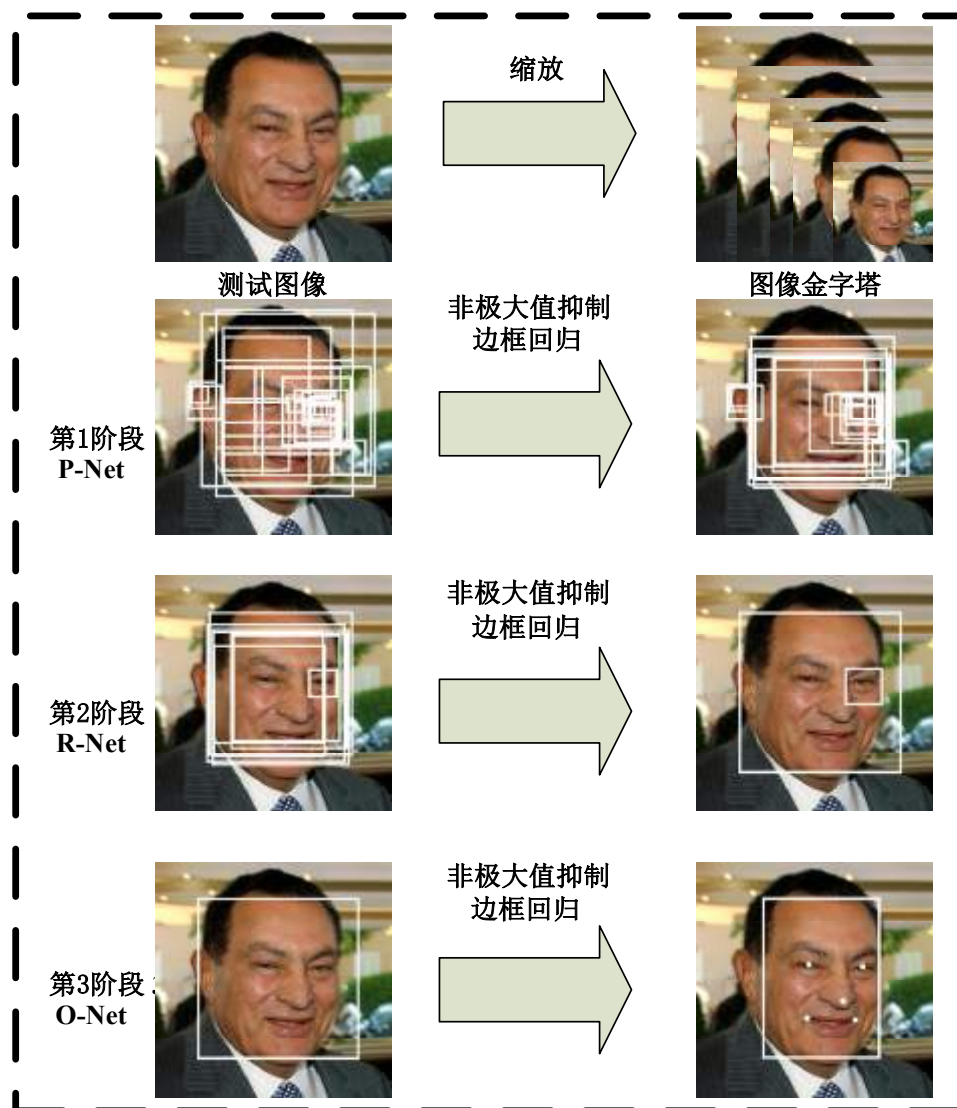 缩放
测试图像
图像金字塔
非极大值抑制
边框回归
第1阶段
P-Net
非极大值抑制
边框回归
第2阶段
R-Net
非极大值抑制
边框回归
第3阶段
O-Net